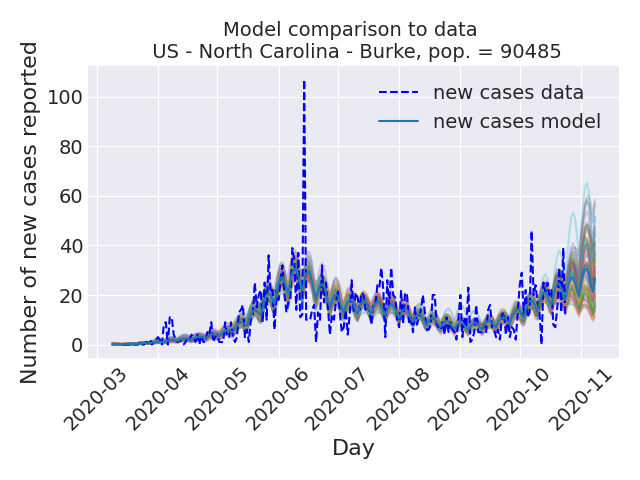 Model comparison to data
US - North Carolina - Burke, pop. = 90485
Number of new cases reported
100
80
60
40
20
0
new cases data
new cases model
2020-03
2020-04
2020-05
2020-06
2020-07
2020-08
2020-09
2020-10
2020-11
Day